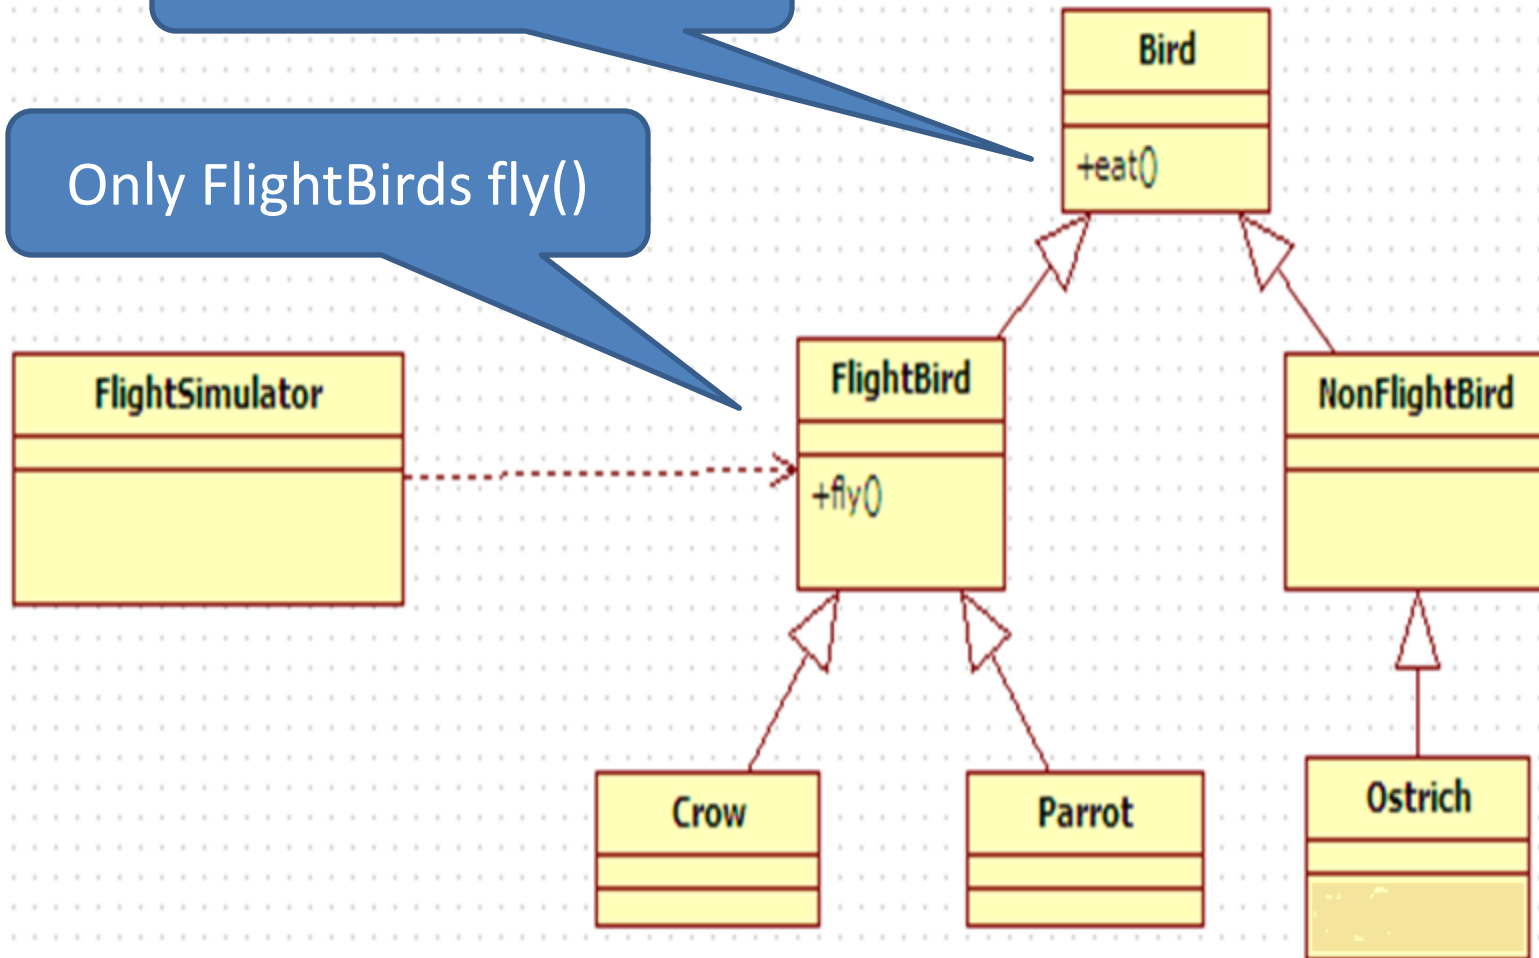 Bird
+eat()
Only FlightBirds fly()
FlightSimulator
FlightBird
+fly()
NonFlightBird
Crow
Parrot
Ostrich